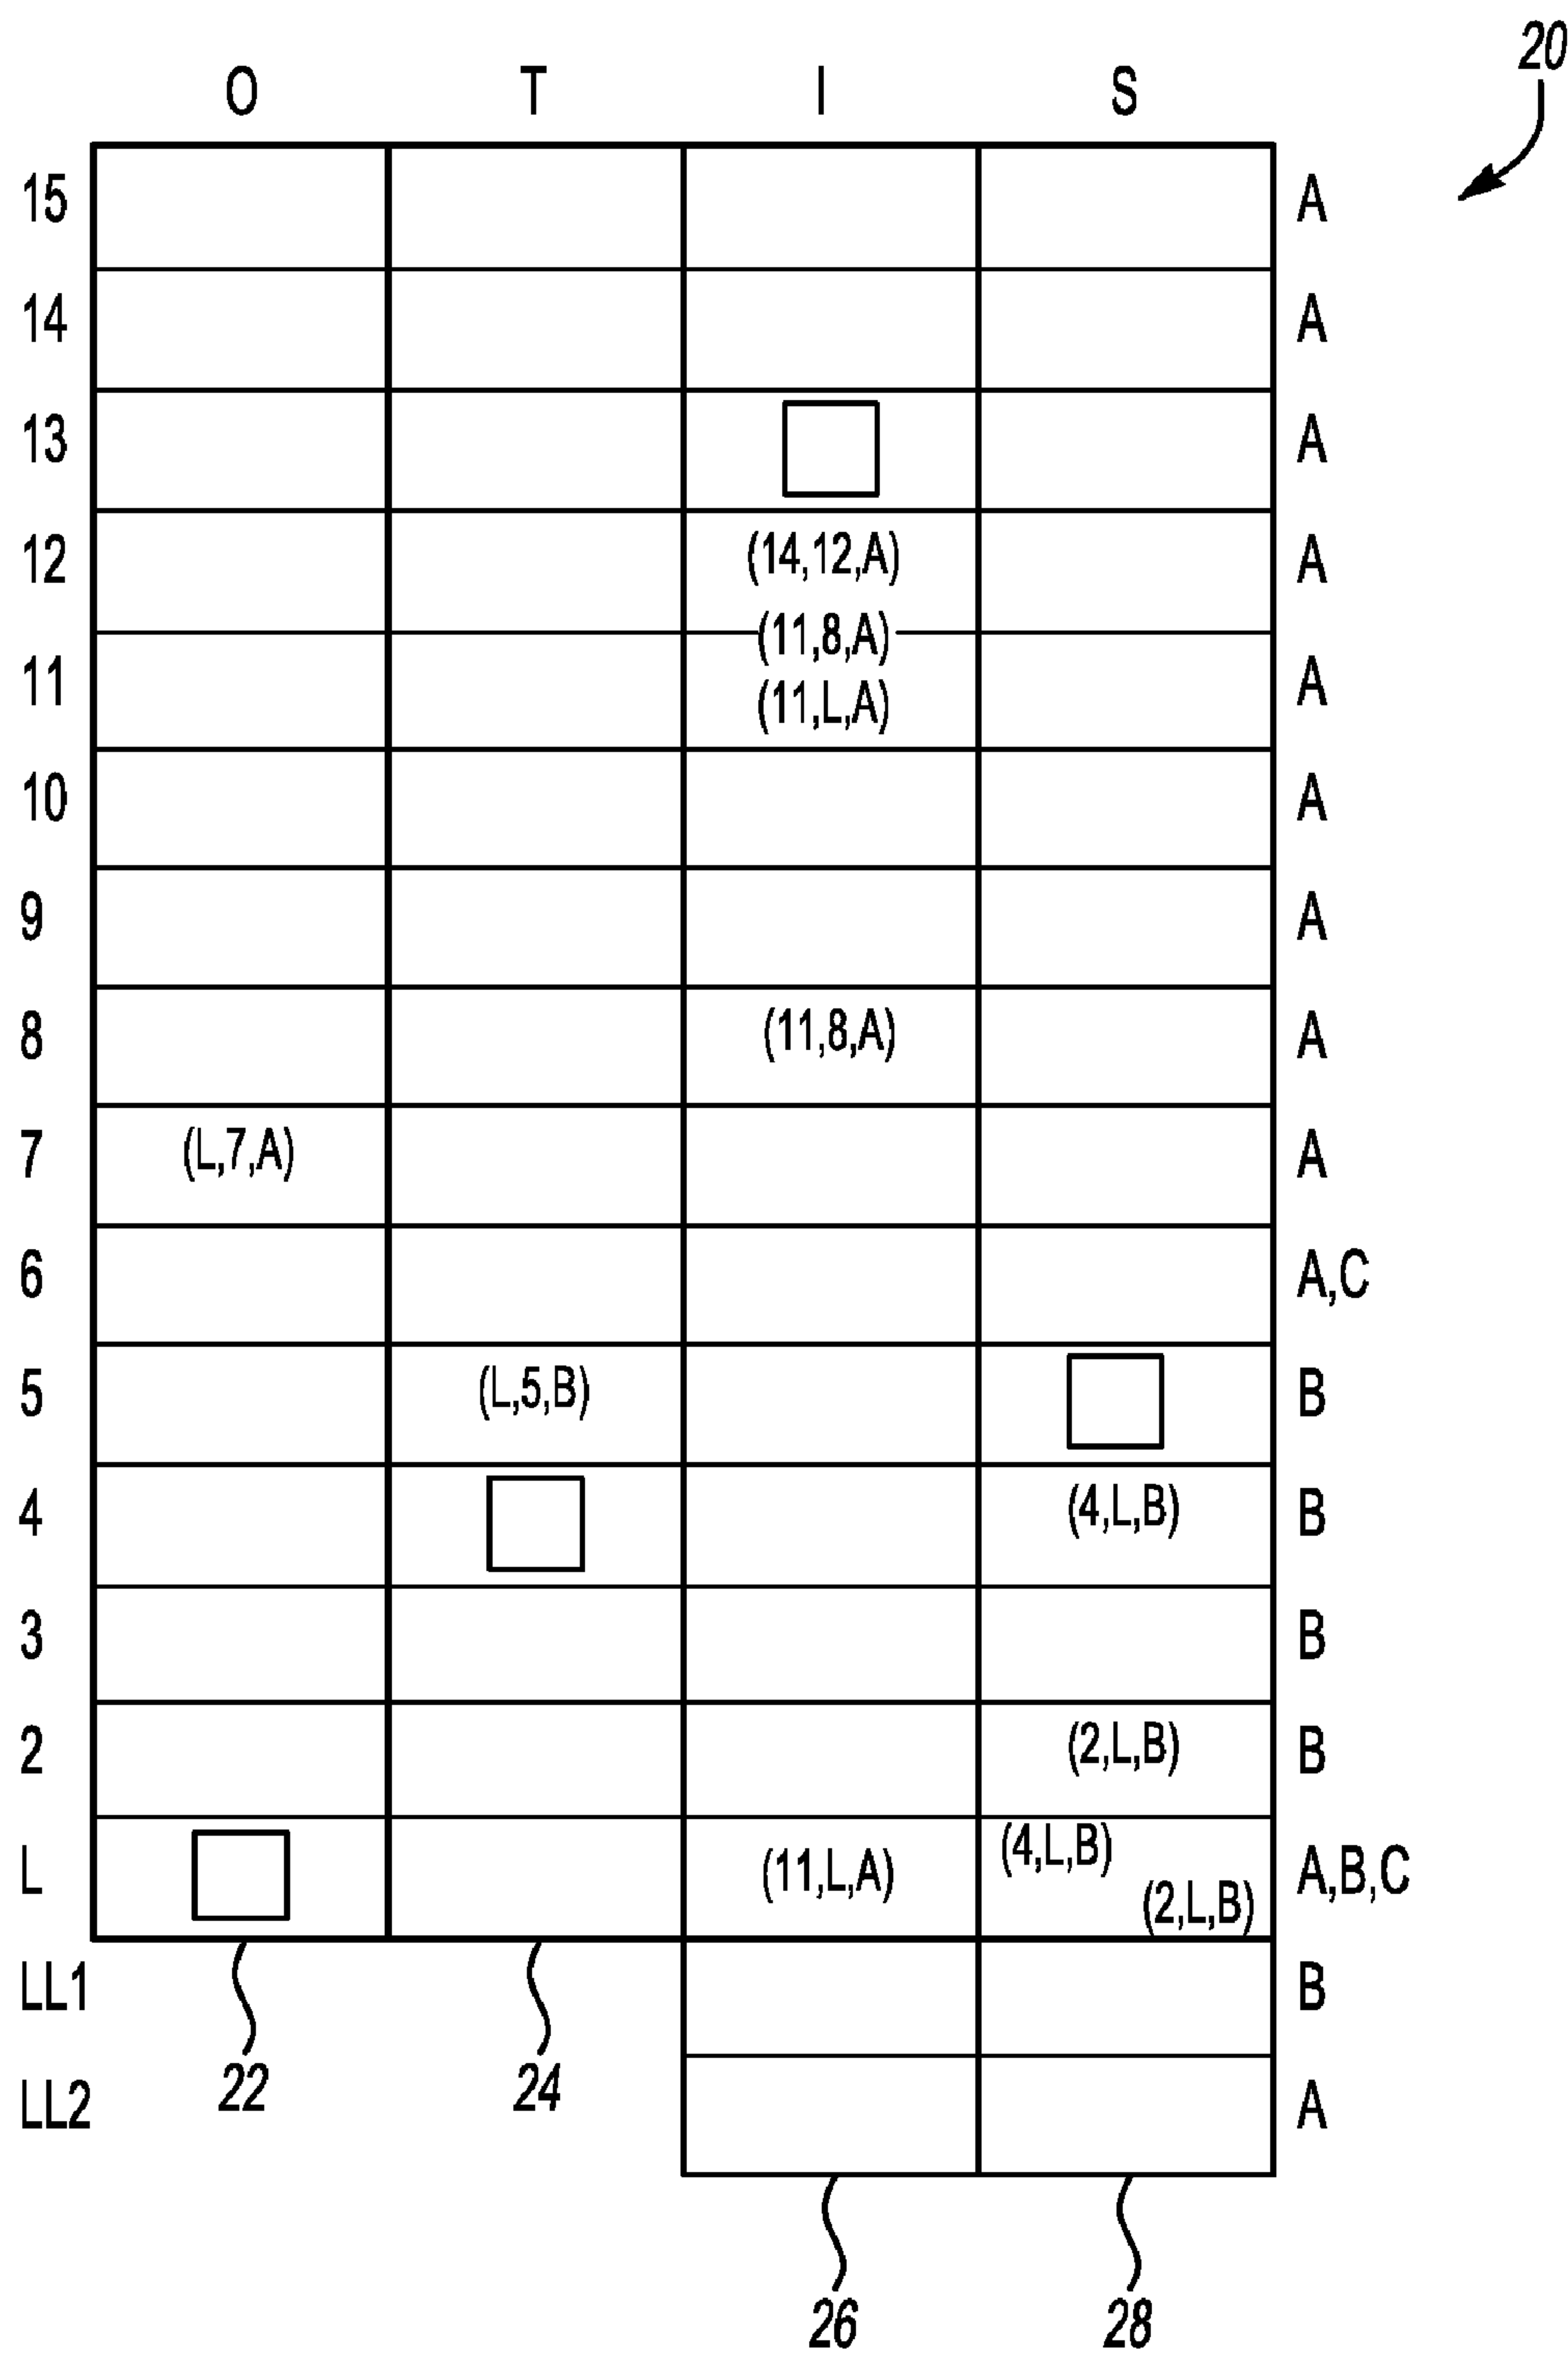 20
O T I S
15 A
14 A
13 A
12 (14,12,A) A
(11,8,A)
11 (11,L,A) A
10 A
9 A
8 (11,8,A) A
7 (L,7,A) A
6 A,C
5 (L,5,B) B
4 (4,L,B) B
3 B
2 (2,L,B) B
L (11,L,A) (4,L,B) (2,L,B) A,B,C
LL1 B
LL2 A
22 24
26 28